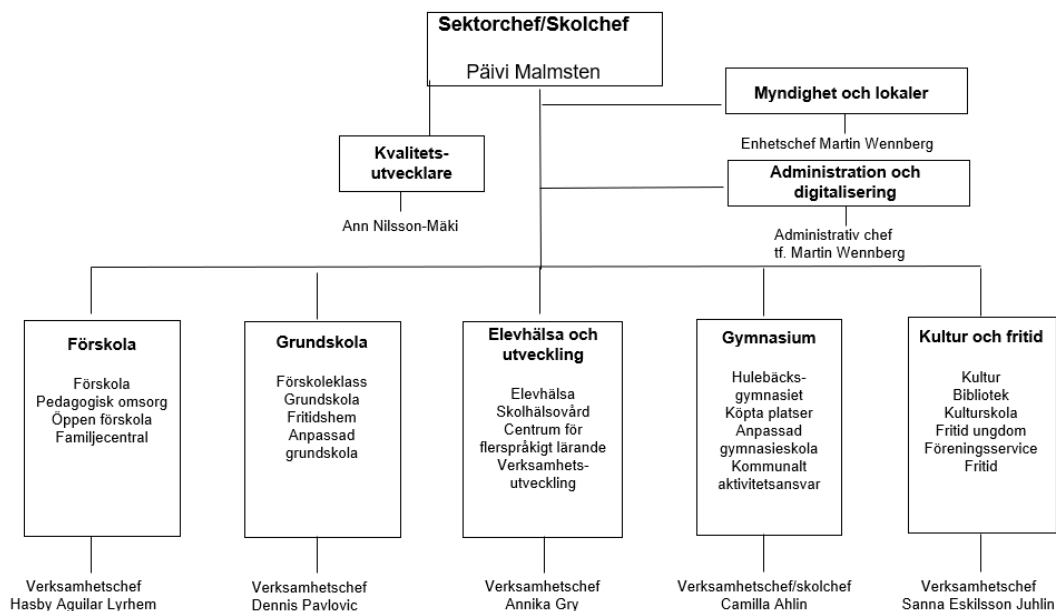 Sektorchef/Skolchef
Päivi Malmsten
Myndighet och lokaler
Enhetschef Martin Wennberg
Kvalitets-
utvecklare
Ann Nilsson-Mäki
Administration och
digitalisering
Administrativ chef
tf. Martin Wennberg
Förskola
Förskola
Pedagogisk omsorg
Öppen förskola
Familjecentral
Verksamhetschef
Hasby Aguilar Lyrhem
Grundskola
Förskoleklass
Grundskola
Fritidshem
Anpassad
grundskola
Verksamhetschef
Dennis Pavlovic
Elevhälsa och
utveckling
Elevhälsa
Skolhälsovård
Centrum för
flerspråkigt lärande
Verksamhets-
utveckling
Verksamhetschef
Annika Gry
Gymnasium
Hulebäcks-
gymnasiet
Köpta platser
Anpassad
gymnasieskola
Kommunalt
aktivitetsansvar
Verksamhetschef/skolchef
Camilla Ahlin
Kultur och fritid
Kultur
Bibliotek
Kulturskola
Fritid ungdom
Föreningsservice
Fritid
Verksamhetschef
Sanna Eskilsson Juhlin